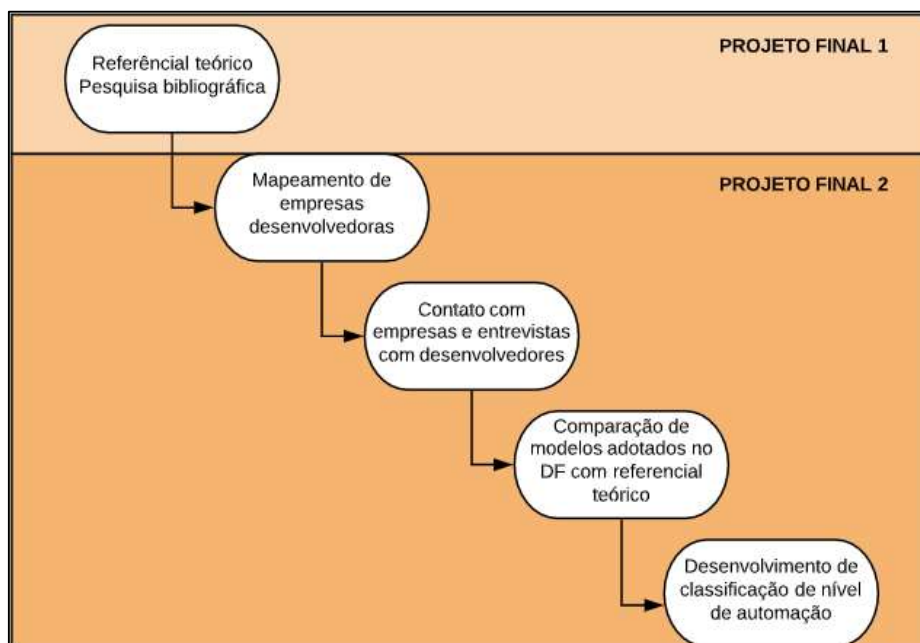 PROJETO FINAL 1
Referêncial teórico
Pesquisa bibliográfica
PROJETO FINAL 2
Mapeamento de
empresas
desenvolvedoras
Contato com
empresas e entrevistas
com desenvolvedores
Comparação de
modelos adotados no
DF com referencial
teórico
Desenvolvimento de
classificação de nível
de automação